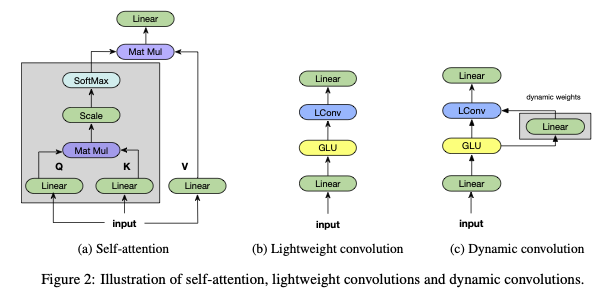 Linear
Mat Mul
SoftMax
Scale
Mat Mul
Q K V
Linear Linear Linear
input
(a) Self-attention
Linear
LConv
GLU
Linear
input
(b) Lightweight convolution
Linear
dynamic weights
LConv
Linear
GLU
Linear
input
(c) Dynamic convolution
Figure 2: Illustration of self-attention, lightweight convolutions and dynamic convolutions.